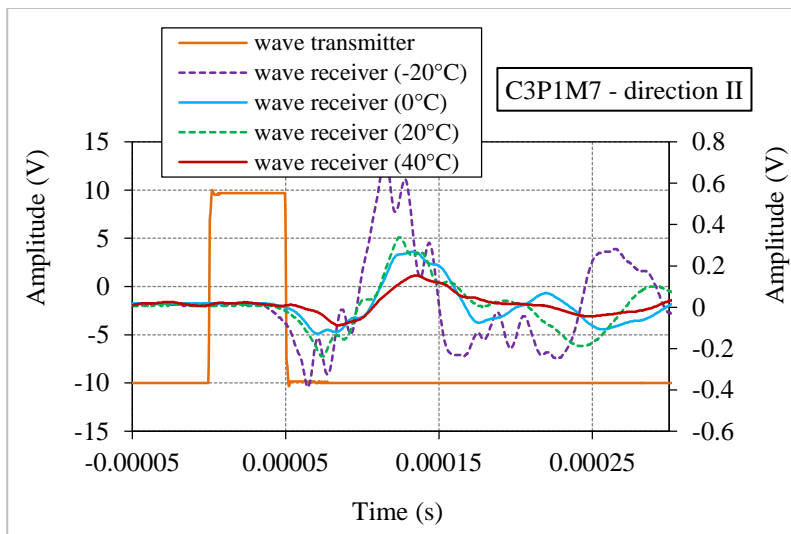 wave transmitter
wave receiver (-20°C)
wave receiver (0°C)
wave receiver (20°C)
wave receiver (40°C)
C3P1M7 - direction II
15
10
5
0
-5
-10
-15
Amplitude (V)
0.8
0.6
0.4
0.2
0
-0.2
-0.4
-0.6
Amplitude (V)
-0.00005
0.00005
0.00015
0.00025
Time (s)